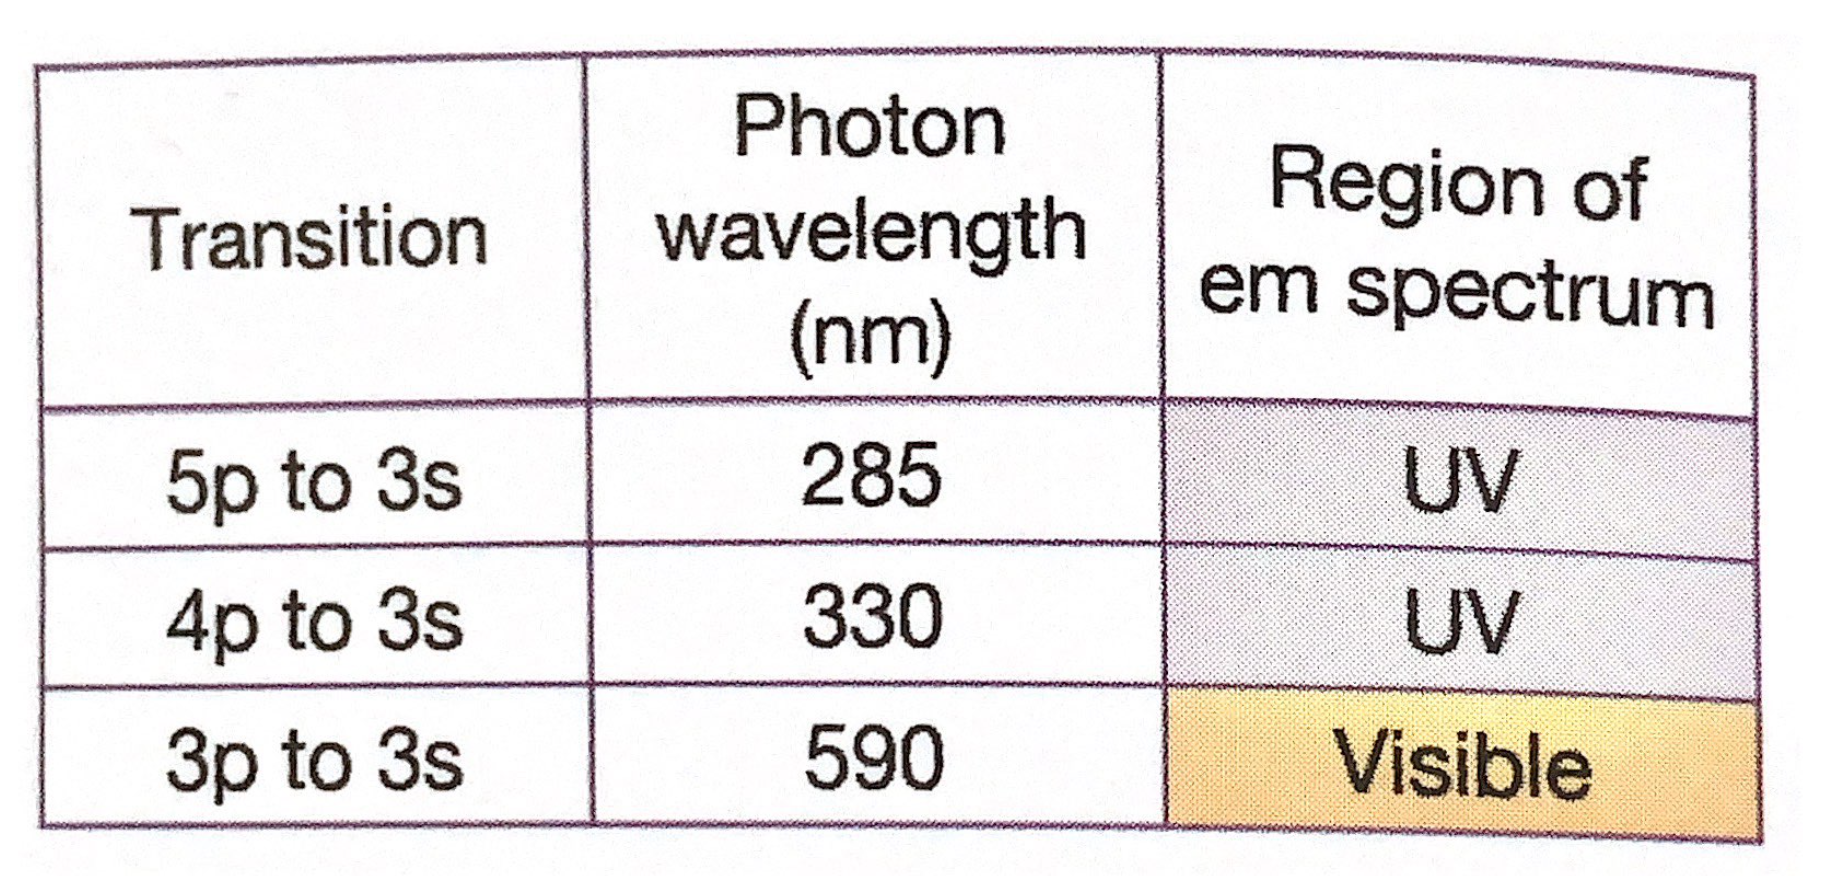 Transition
Photon
wavelength
(nm)
Region of
em spectrum
5p to 3s 285 UV
4p to 3s 330 UV
3p to 3s 590 Visible